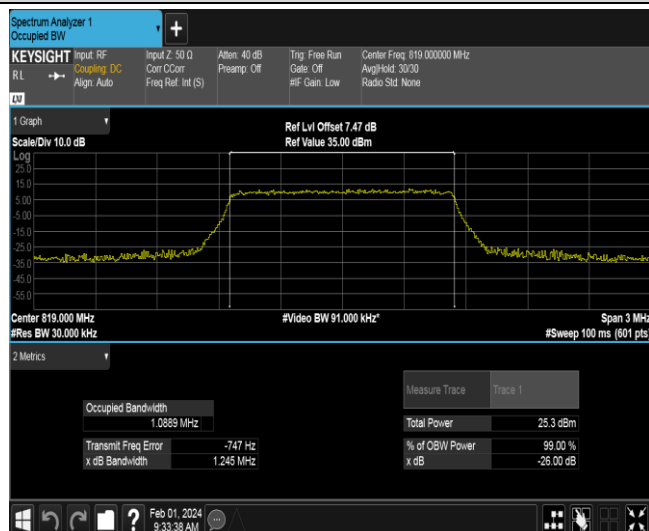 Spectrum Analyzer 1
Occupied BW
+
KEYSIGHT Input: RF Input Z: 50 Ω Atten: 40 dB Trig: Free Run Center Freq: 819.000000 MHz
RL Coupling: DC Corr CCorr Preamp: Off Gate: Off Avg|Hold: 30/30
Align: Auto Freq Ref: Int (S) #IF Gain: Low Radio Std: None
LXI
1 Graph
Ref Lvl Offset 7.47 dB
Scale/Div 10.0 dB Ref Value 35.00 dBm
Log
25.0
15.0
5.00
-5.00
-15.0
-25.0
-35.0
-45.0
-55.0
Center 819.000 MHz #Video BW 91.000 kHz* Span 3 MHz
#Res BW 30.000 kHz #Sweep 100 ms (601 pts)
2 Metrics
Measure Trace Trace 1
Occupied Bandwidth
1.0889 MHz Total Power 25.3 dBm
Transmit Freq Error -747 Hz % of OBW Power 99.00 %
x dB Bandwidth 1.245 MHz x dB -26.00 dB
? Feb 01, 2024
9:33:38 AM